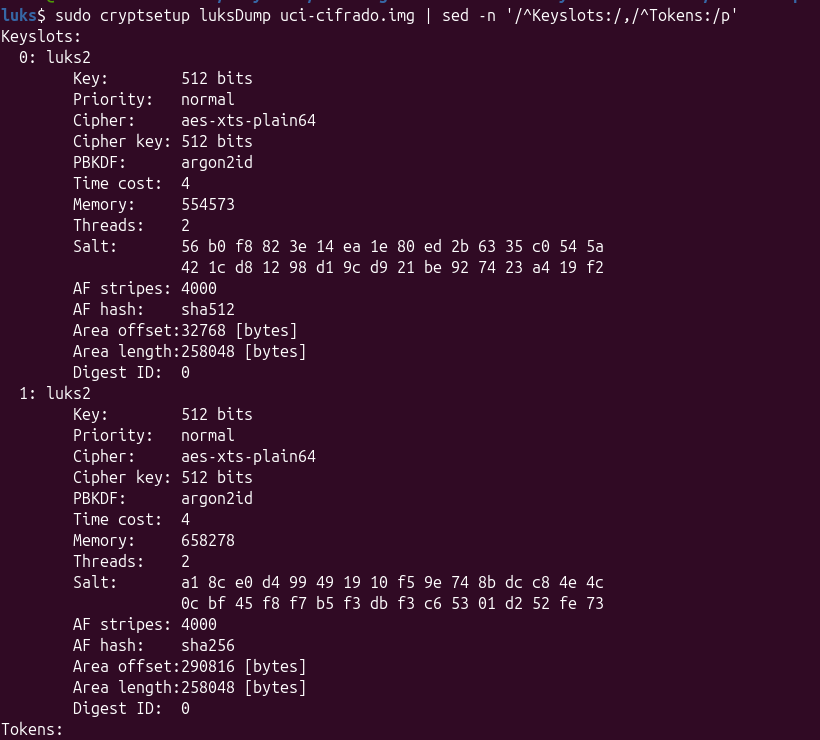 luks$ sudo cryptsetup luksDump uci-cifrado.img | sed -n '/^Keyslots:/,/^Tokens:/p'
Keyslots:
  0: luks2
        Key:        512 bits
        Priority:   normal
        Cipher:     aes-xts-plain64
        Cipher key: 512 bits
        PBKDF:      argon2id
        Time cost:  4
        Memory:     554573
        Threads:    2
        Salt:       56 b0 f8 82 3e 14 ea 1e 80 ed 2b 63 35 c0 54 5a
                    42 1c d8 12 98 d1 9c d9 21 be 92 74 23 a4 19 f2
        AF stripes: 4000
        AF hash:    sha512
        Area offset:32768 [bytes]
        Area length:258048 [bytes]
        Digest ID:  0
  1: luks2
        Key:        512 bits
        Priority:   normal
        Cipher:     aes-xts-plain64
        Cipher key: 512 bits
        PBKDF:      argon2id
        Time cost:  4
        Memory:     658278
        Threads:    2
        Salt:       a1 8c e0 d4 99 49 19 10 f5 9e 74 8b dc c8 4e 4c
                    0c bf 45 f8 f7 b5 f3 db f3 c6 53 01 d2 52 fe 73
        AF stripes: 4000
        AF hash:    sha256
        Area offset:290816 [bytes]
        Area length:258048 [bytes]
        Digest ID:  0
Tokens: